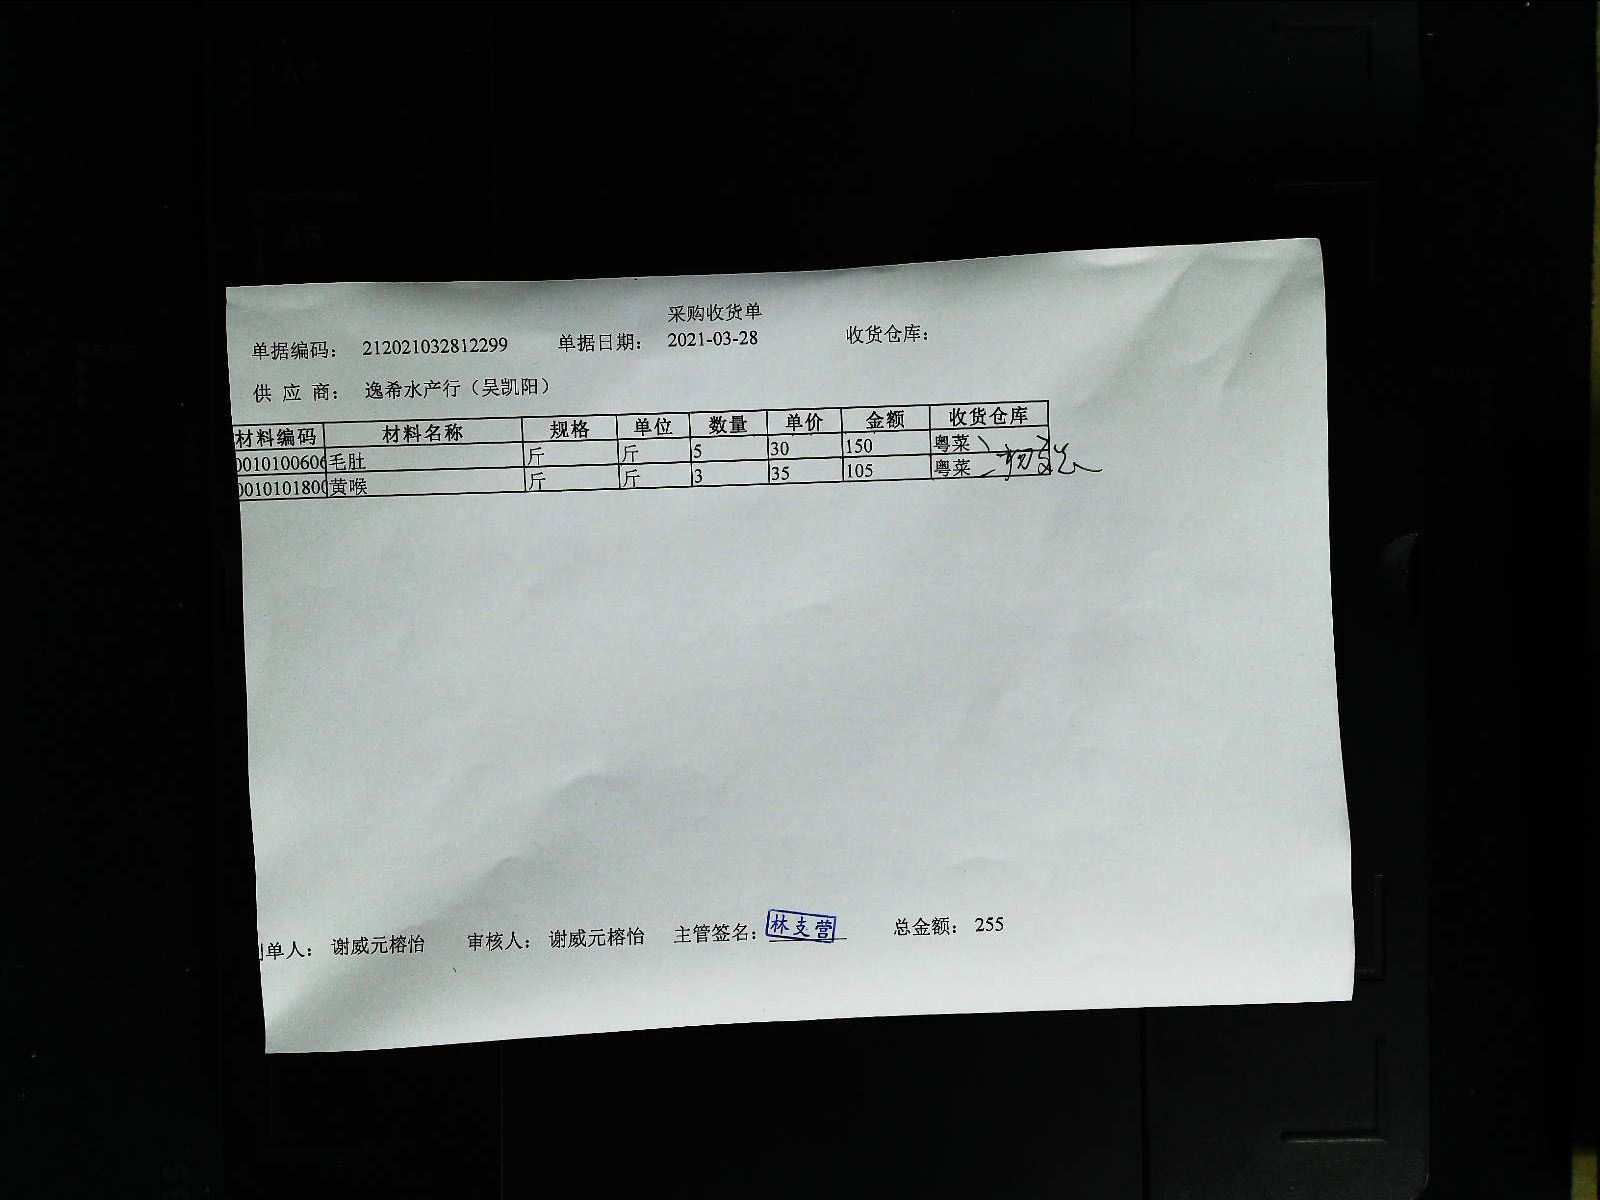 采购收货单
单据编码： 212021032812299 单据日期： 2021-03-28 收货仓库：
供 应 商： 逸希水产行（吴凯阳）
材料编码 材料名称 规格 单位 数量 单价 金额 收货仓库
0010100606 毛肚 斤 斤 5 30 150 粤菜
0010101800 黄喉 斤 斤 3 35 105 粤菜
单人： 谢威元榕怡 审核人： 谢威元榕怡 主管签名： 林支营 总金额： 255